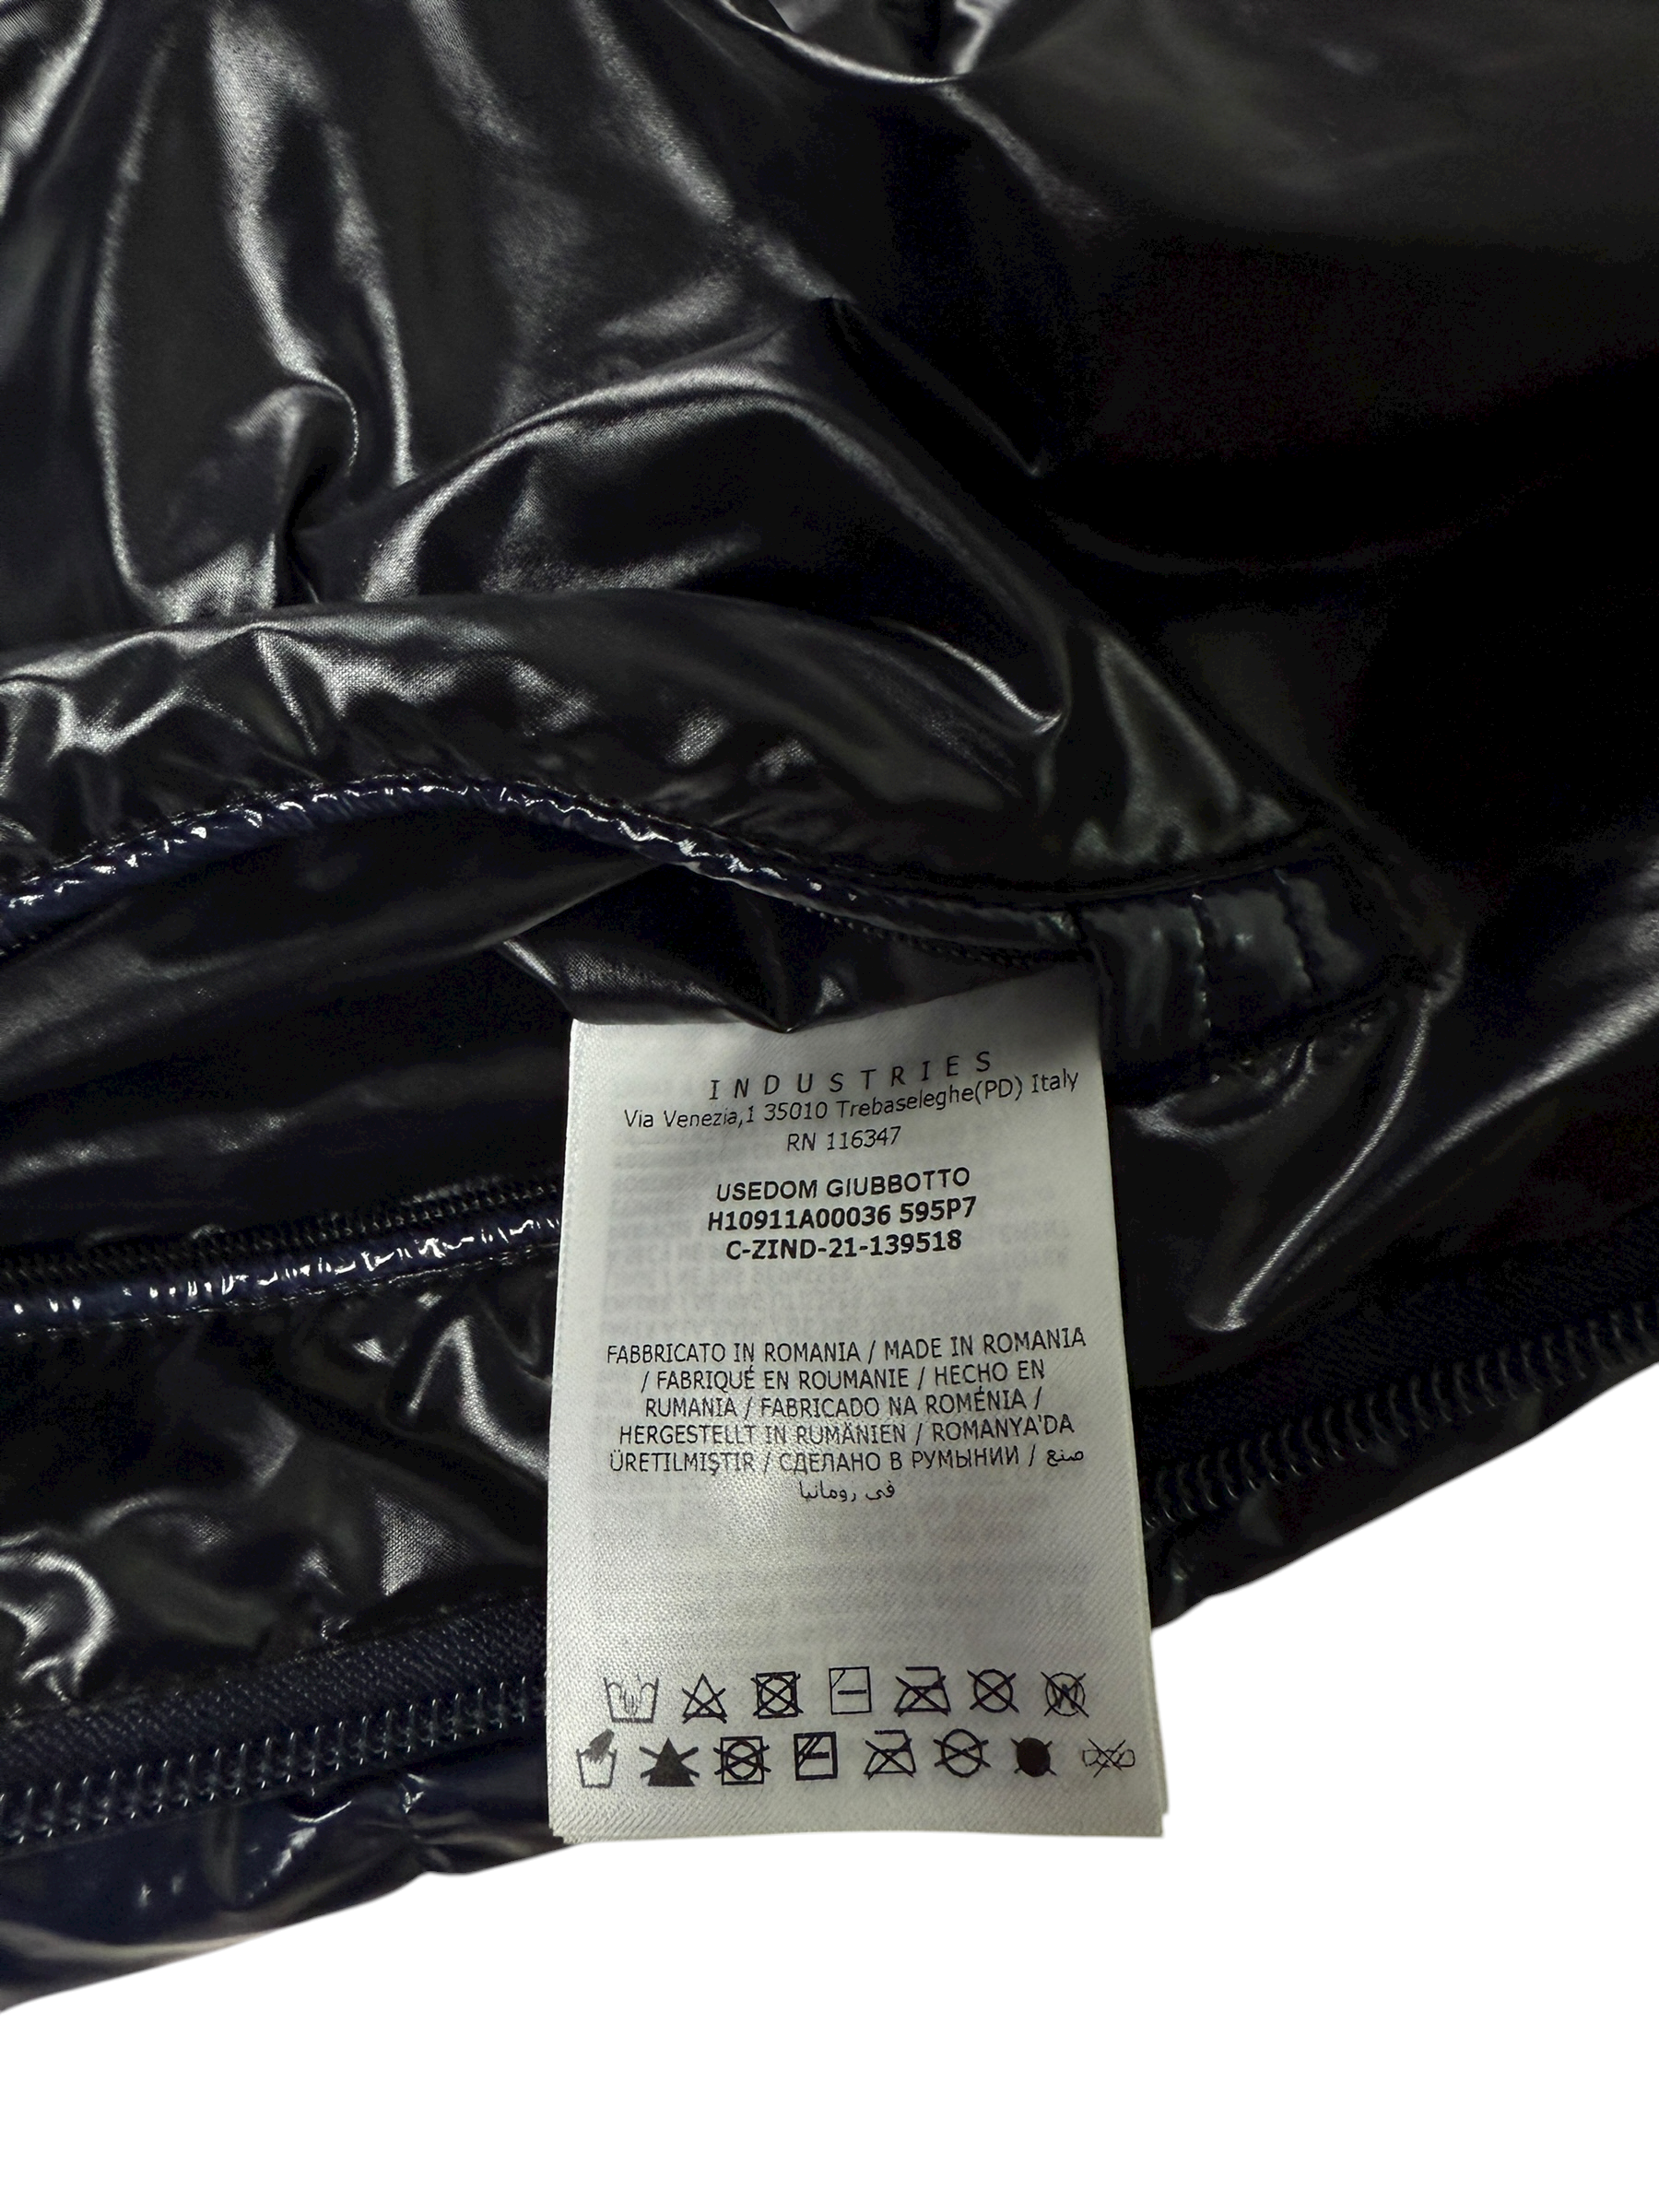 INDUSTRIES
Via Venezia,1 35010 Trebaseleghe(PD) Italy
RN 116347
USEDOM GIUBBOTTO
H10911A00036 595P7
C-ZIND-21-139518
FABBRICATO IN ROMANIA / MADE IN ROMANIA
/ FABRIQUÉ EN ROUMANIE / HECHO EN
RUMANIA / FABRICADO NA ROMÉNIA /
HERGESTELLT IN RUMÄNIEN / ROMANYA'DA
ÜRETILMIŞTIR / СДЕЛАНО В РУМЫНИИ / صنع
في رومانيا